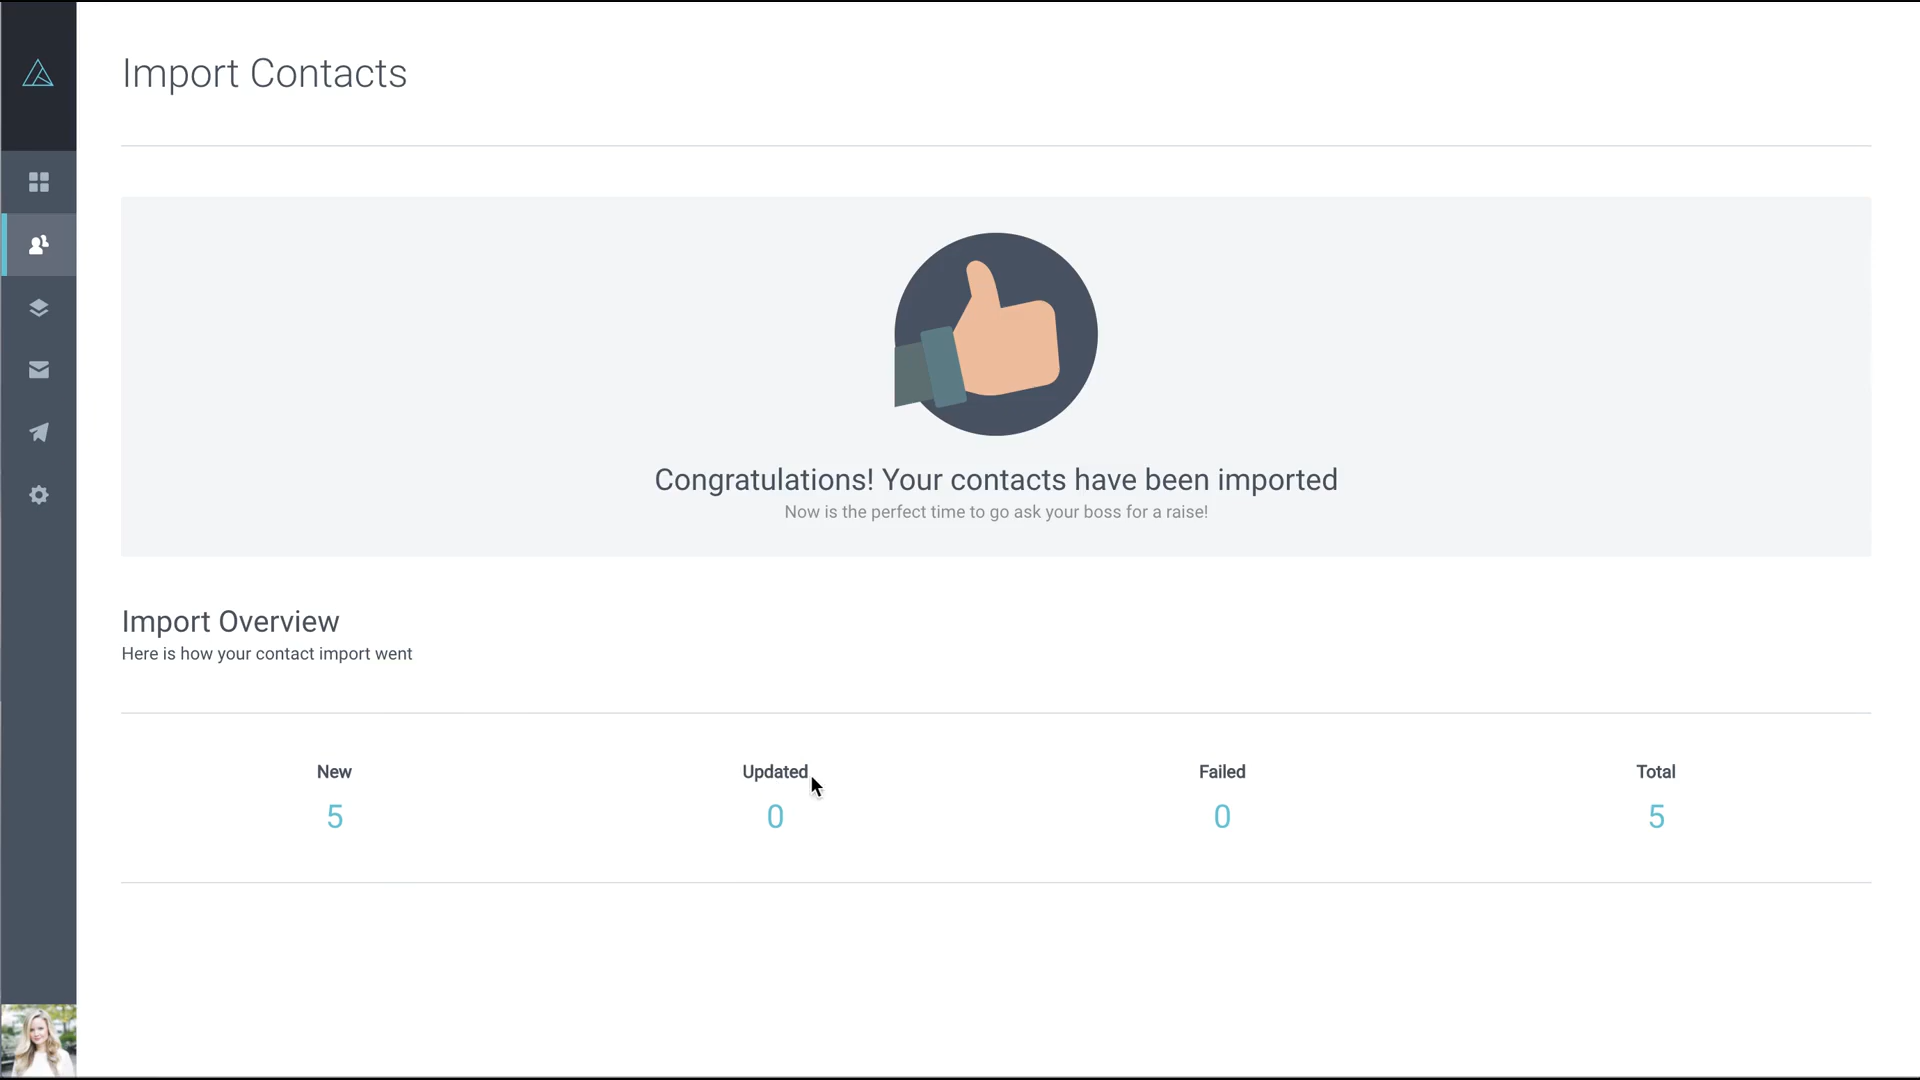 Import Contacts
Congratulations! Your contacts have been imported
Now is the perfect time to go ask your boss for a raise!
Import Overview
Here is how your contact import went
New
5
Updated
0
Failed
0
Total
5